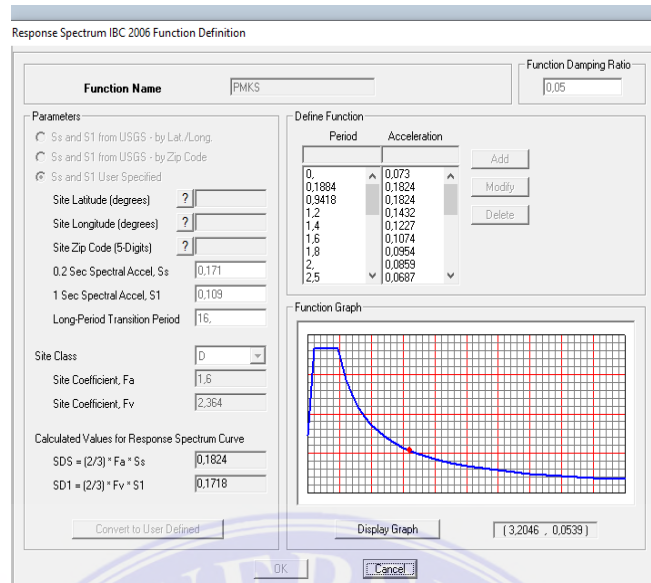 Response Spectrum IBC 2006 Function Definition
Function Name PMKS
Function Damping Ratio
0,05
Parameters
Ss and S1 from USGS - by Lat./Long.
Ss and S1 from USGS - by Zip Code
Ss and S1 User Specified
Site Latitude (degrees) ?
Site Longitude (degrees) ?
Site Zip Code (5-Digits) ?
0.2 Sec Spectral Accel, Ss 0,171
1 Sec Spectral Accel, S1 0,109
Long-Period Transition Period 16,
Site Class D
Site Coefficient, Fa 1,6
Site Coefficient, Fv 2,364
Calculated Values for Response Spectrum Curve
SDS = (2/3) * Fa * Ss 0,1824
SD1 = (2/3) * Fv * S1 0,1718
Convert to User Defined
Define Function
Period Acceleration
0, 0,073
0,1884 0,1824
0,9418 0,1824
1,2 0,1432
1,4 0,1227
1,6 0,1074
1,8 0,0954
2, 0,0859
2,5 0,0687
Add
Modify
Delete
Function Graph
Display Graph (3,2046 , 0,0539)
OK Cancel